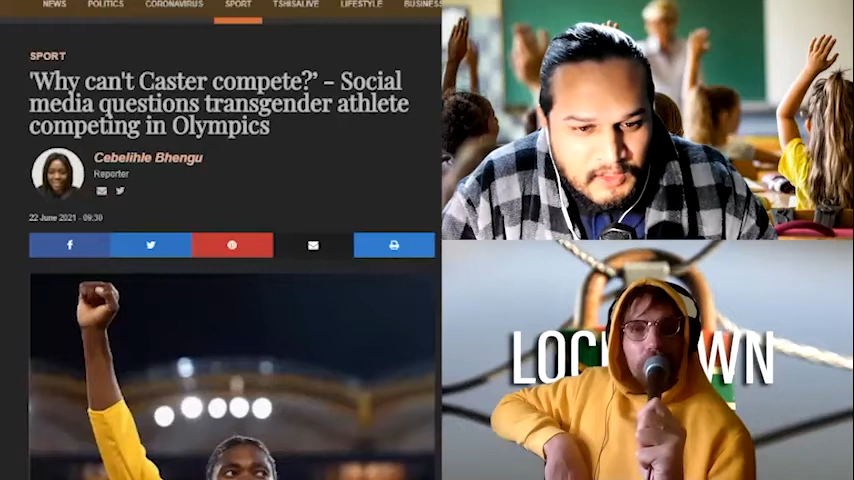 NEWS POLITICS CORONAVIRUS SPORT TSHISALIVE LIFESTYLE BUSINESS
SPORT
'Why can't Caster compete?' - Social
media questions transgender athlete
competing in Olympics
Cebelihle Bhengu
Reporter
22 June 2021 - 09:30